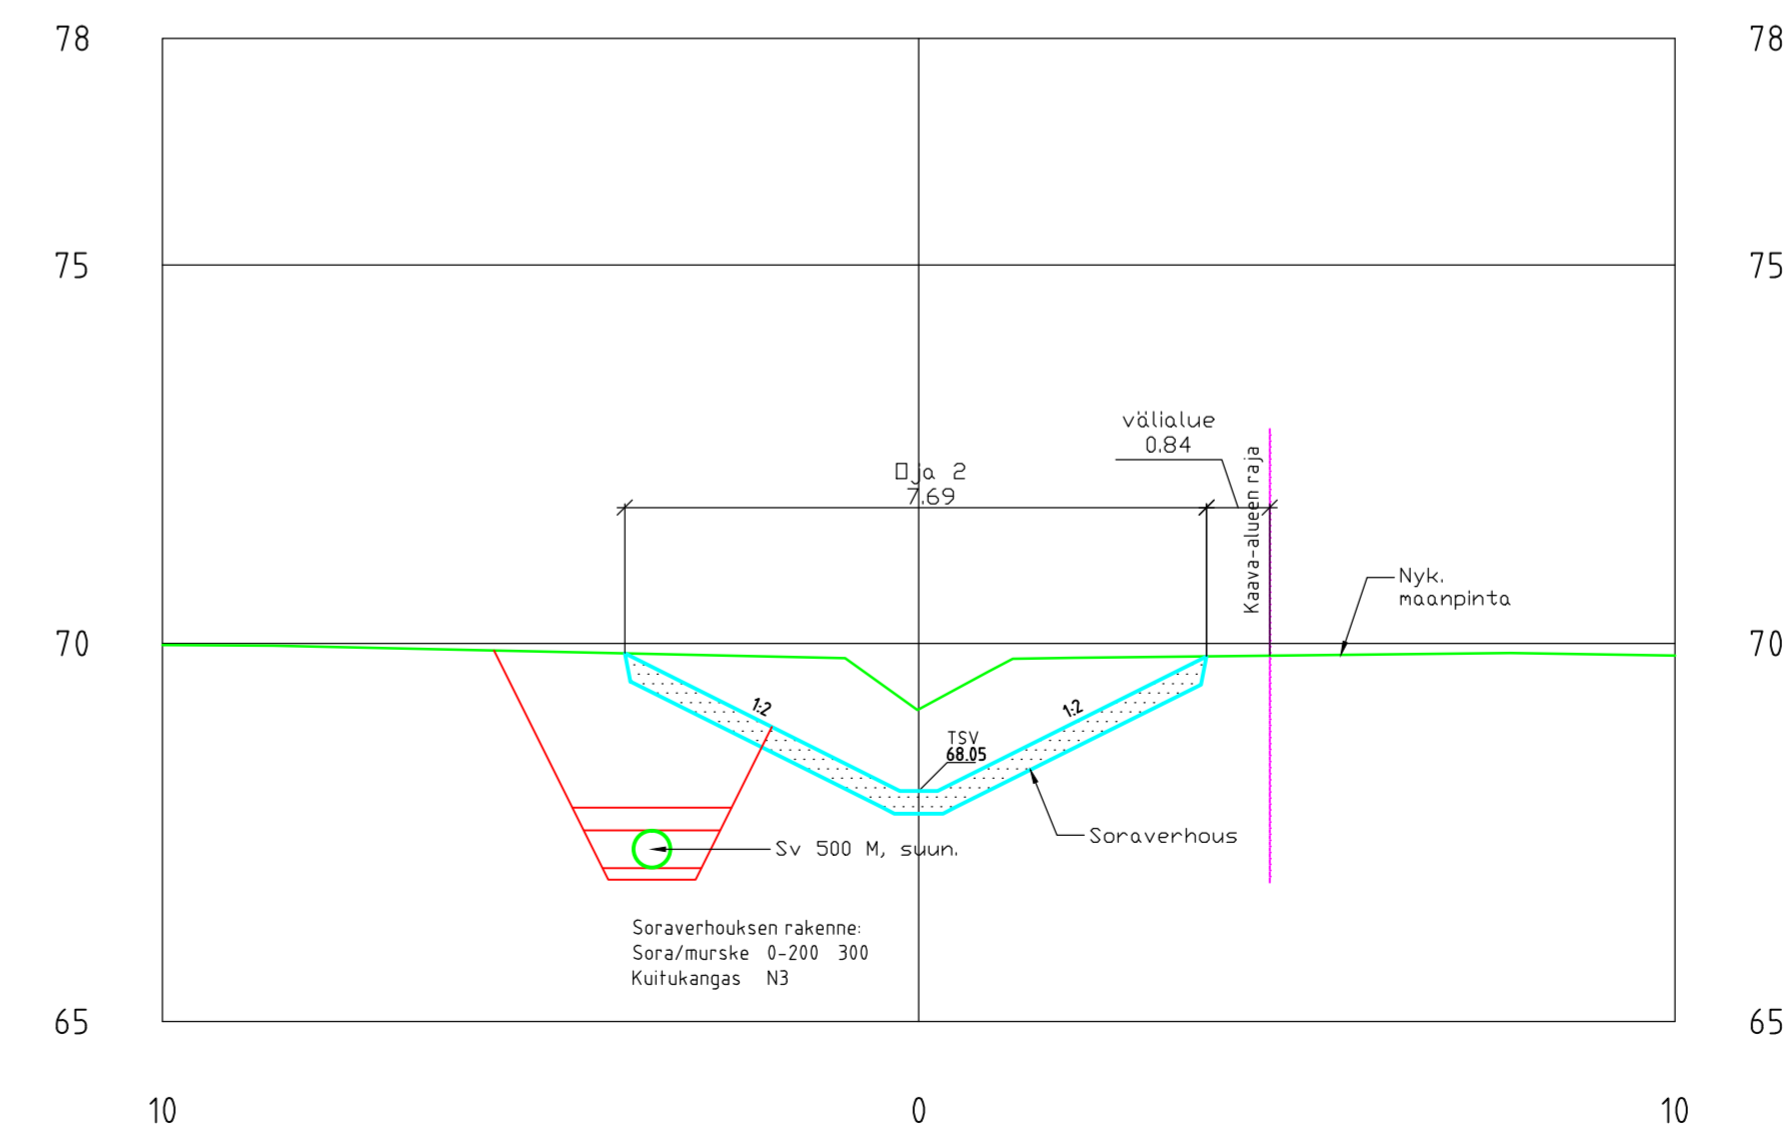 78 78
75 75
välialue
0.84
Kaava-alueen raja
Oja 2
7.69
Nyk.
maanpinta
70 70
1:2 1:2
TSV
68.05
Soraverhous
Sv 500 M, suun.
Soraverhouksen rakenne:
Sora/murske 0-200 300
Kuitukangas N3
65 65
10 0 10